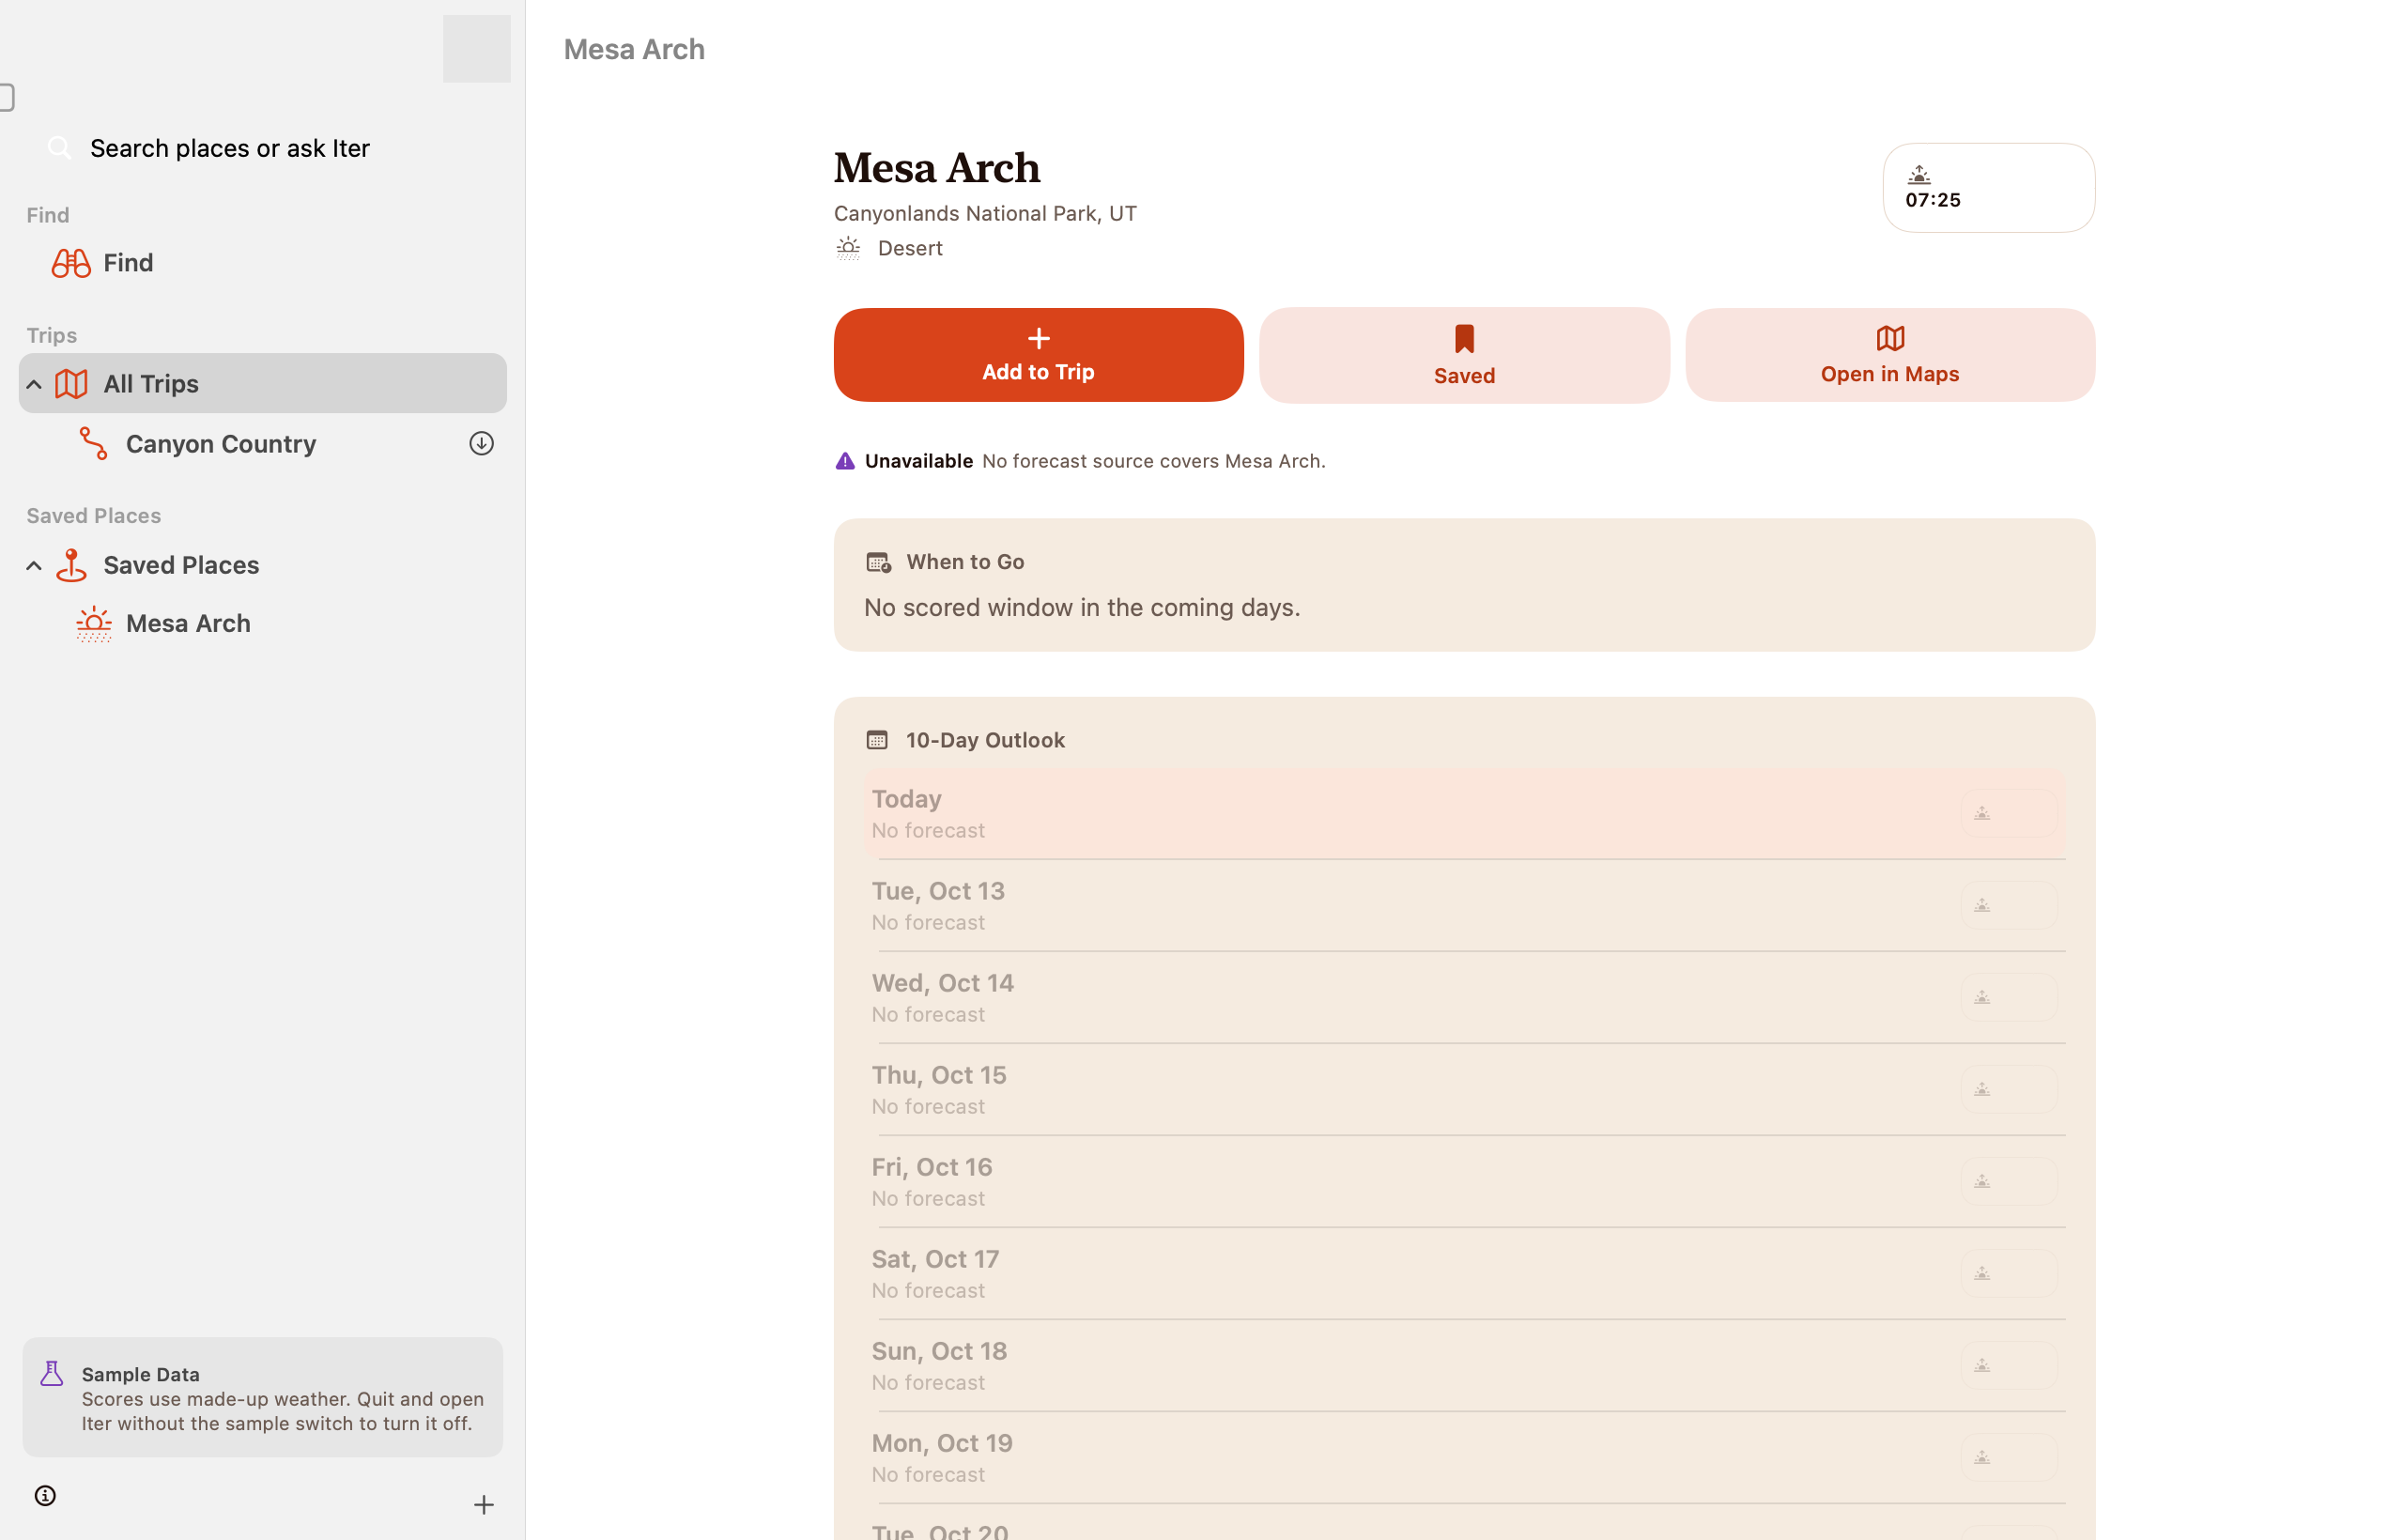 Mesa Arch
Search places or ask Iter
Find
Find
Trips
All Trips
Canyon Country
Saved Places
Saved Places
Mesa Arch
Sample Data
Scores use made-up weather. Quit and open
Iter without the sample switch to turn it off.
Mesa Arch
Canyonlands National Park, UT
Desert
07:25
Add to Trip
Saved
Open in Maps
Unavailable No forecast source covers Mesa Arch.
When to Go
No scored window in the coming days.
10-Day Outlook
Today
No forecast
Tue, Oct 13
No forecast
Wed, Oct 14
No forecast
Thu, Oct 15
No forecast
Fri, Oct 16
No forecast
Sat, Oct 17
No forecast
Sun, Oct 18
No forecast
Mon, Oct 19
No forecast
Tue, Oct 20